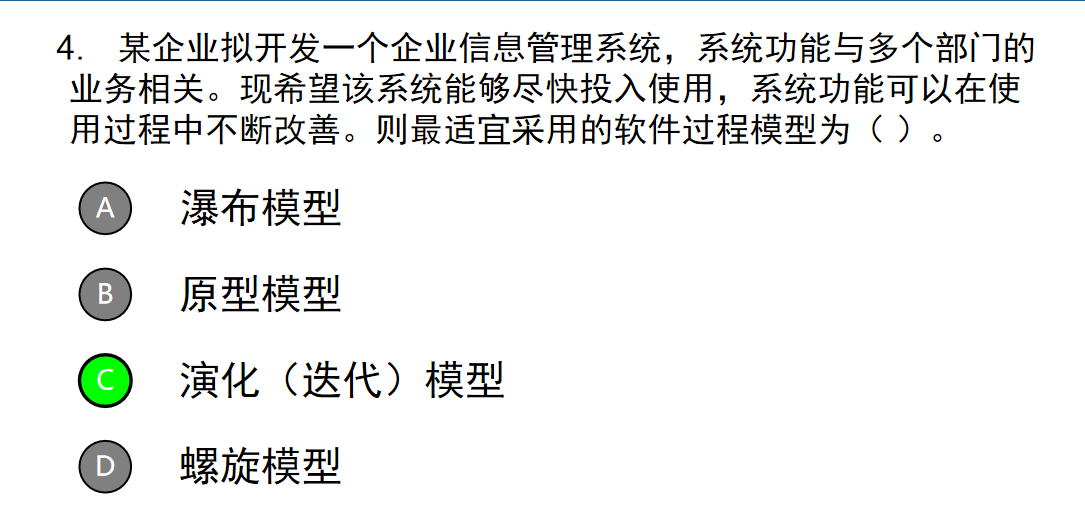 4. 某企业拟开发一个企业信息管理系统，系统功能与多个部门的
业务相关。现希望该系统能够尽快投入使用，系统功能可以在使
用过程中不断改善。则最适宜采用的软件过程模型为（ ）。
A 瀑布模型
B 原型模型
C 演化（迭代）模型
D 螺旋模型